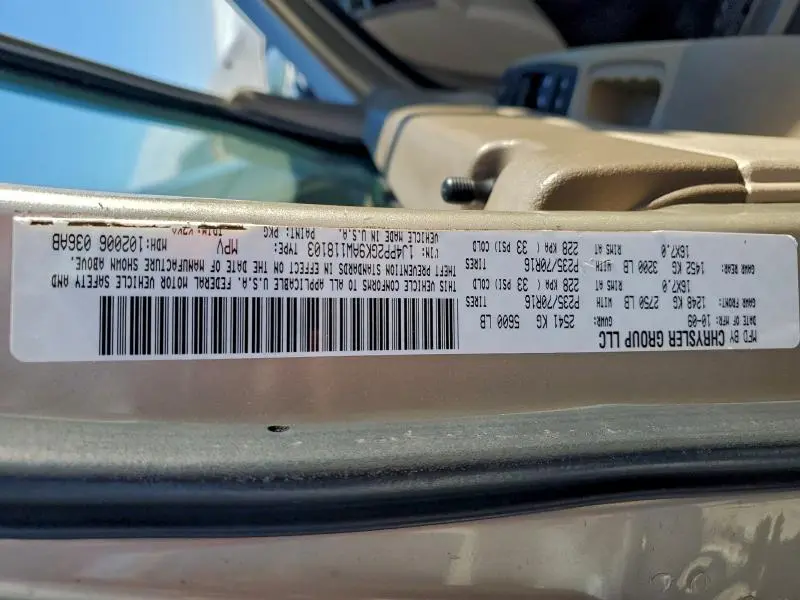 MFD BY CHRYSLER GROUP LLC
DATE OF MFR: 10-09 GVWR: 2541 KG 5600 LB
GAWR FRONT: 1248 KG 2750 LB WITH P235/70R16 TIRES
16X7.0 RIMS AT 228 KPA( 33 PSI) COLD
GAWR REAR: 1452 KG 3200 LB WITH P235/70R16 TIRES
16X7.0 RIMS AT 228 KPA( 33 PSI) COLD
THIS VEHICLE CONFORMS TO ALL APPLICABLE U.S.A. FEDERAL MOTOR VEHICLE SAFETY AND
THEFT PREVENTION STANDARDS IN EFFECT ON THE DATE OF MANUFACTURE SHOWN ABOVE.
VIN: 1J4PP2GK9AW118103 TYPE: MPV MDH: 102006 036AB
VEHICLE MADE IN U.S.A. PAINT: PKG TRIM: